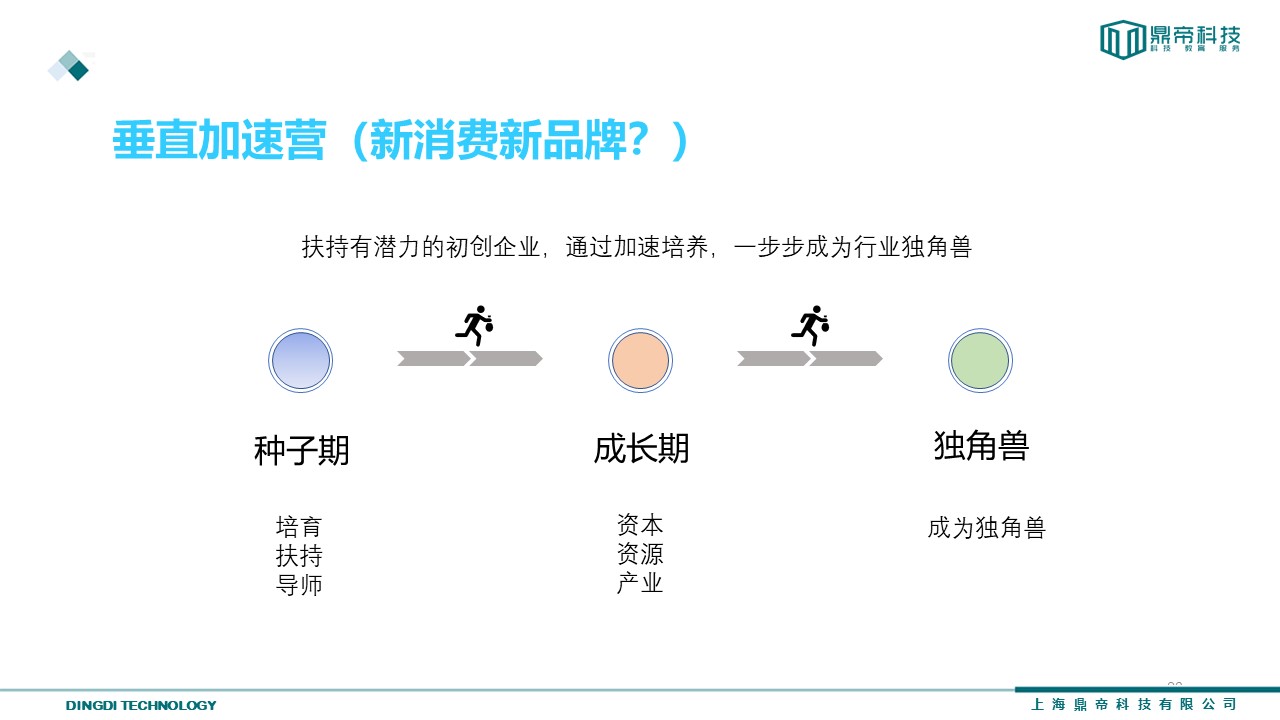 鼎帝科技
科技 教育 服务
垂直加速营（新消费新品牌？）
扶持有潜力的初创企业，通过加速培养，一步步成为行业独角兽
种子期
成长期
独角兽
培育
扶持
导师
资本
资源
产业
成为独角兽
DINGDI TECHNOLOGY
上海鼎帝科技有限公司